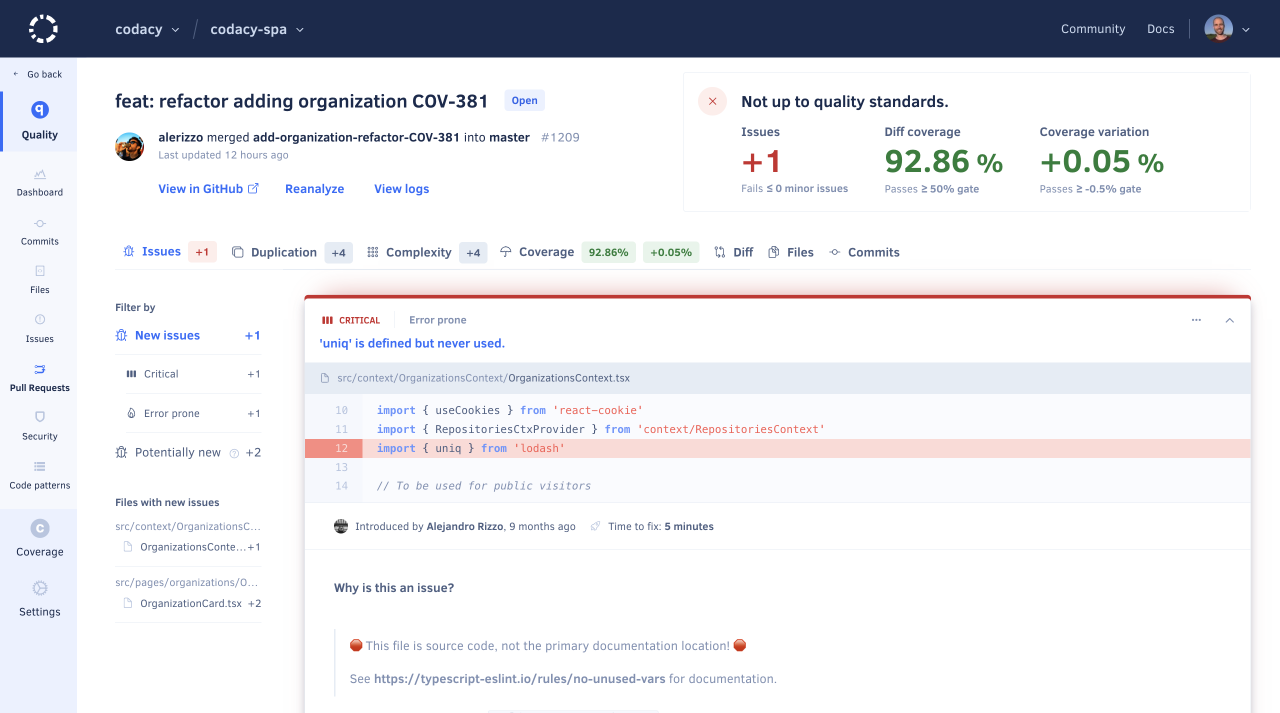 codacy
codacy-spa
Community
Docs
Go back
Quality
Dashboard
Commits
Files
Issues
Pull Requests
Security
Code patterns
Coverage
Settings
feat: refactor adding organization COV-381
Open
alerizzo merged add-organization-refactor-COV-381 into master #1209
Last updated 12 hours ago
View in GitHub
Reanalyze
View logs
Not up to quality standards.
Issues
+1
Fails ≤ 0 minor issues
Diff coverage
92.86 %
Passes ≥ 50% gate
Coverage variation
+0.05 %
Passes ≥ -0.5% gate
Issues +1
Duplication +4
Complexity +4
Coverage 92.86% +0.05%
Diff
Files
Commits
Filter by
New issues +1
Critical +1
Error prone +1
Potentially new +2
Files with new issues
src/context/OrganizationsC...
OrganizationsConte... +1
src/pages/organizations/O...
OrganizationCard.tsx +2
CRITICAL
Error prone
'uniq' is defined but never used.
src/context/OrganizationsContext/OrganizationsContext.tsx
10 import { useCookies } from 'react-cookie'
11 import { RepositoriesCtxProvider } from 'context/RepositoriesContext'
12 import { uniq } from 'lodash'
13
14 // To be used for public visitors
Introduced by Alejandro Rizzo, 9 months ago
Time to fix: 5 minutes
Why is this an issue?
This file is source code, not the primary documentation location!
See https://typescript-eslint.io/rules/no-unused-vars for documentation.